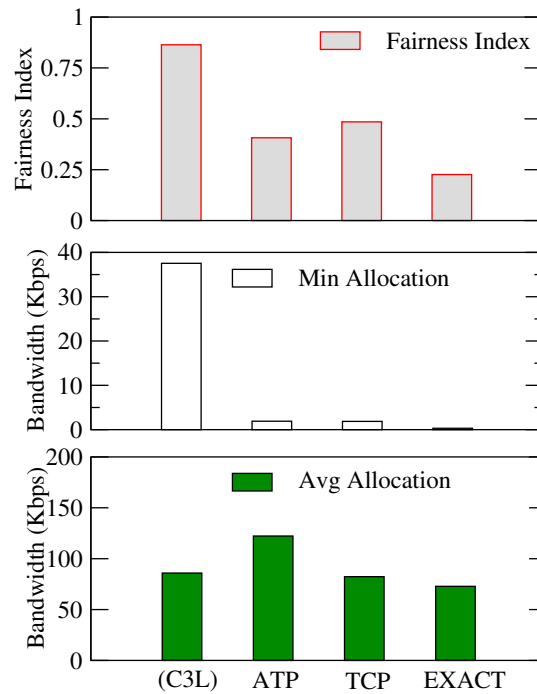 1
0.75
0.5
0.25
0
Fairness Index
Fairness Index
40
30
20
10
0
Bandwidth (Kbps)
Min Allocation
200
150
100
50
0
Bandwidth (Kbps)
Avg Allocation
(C3L) ATP TCP EXACT